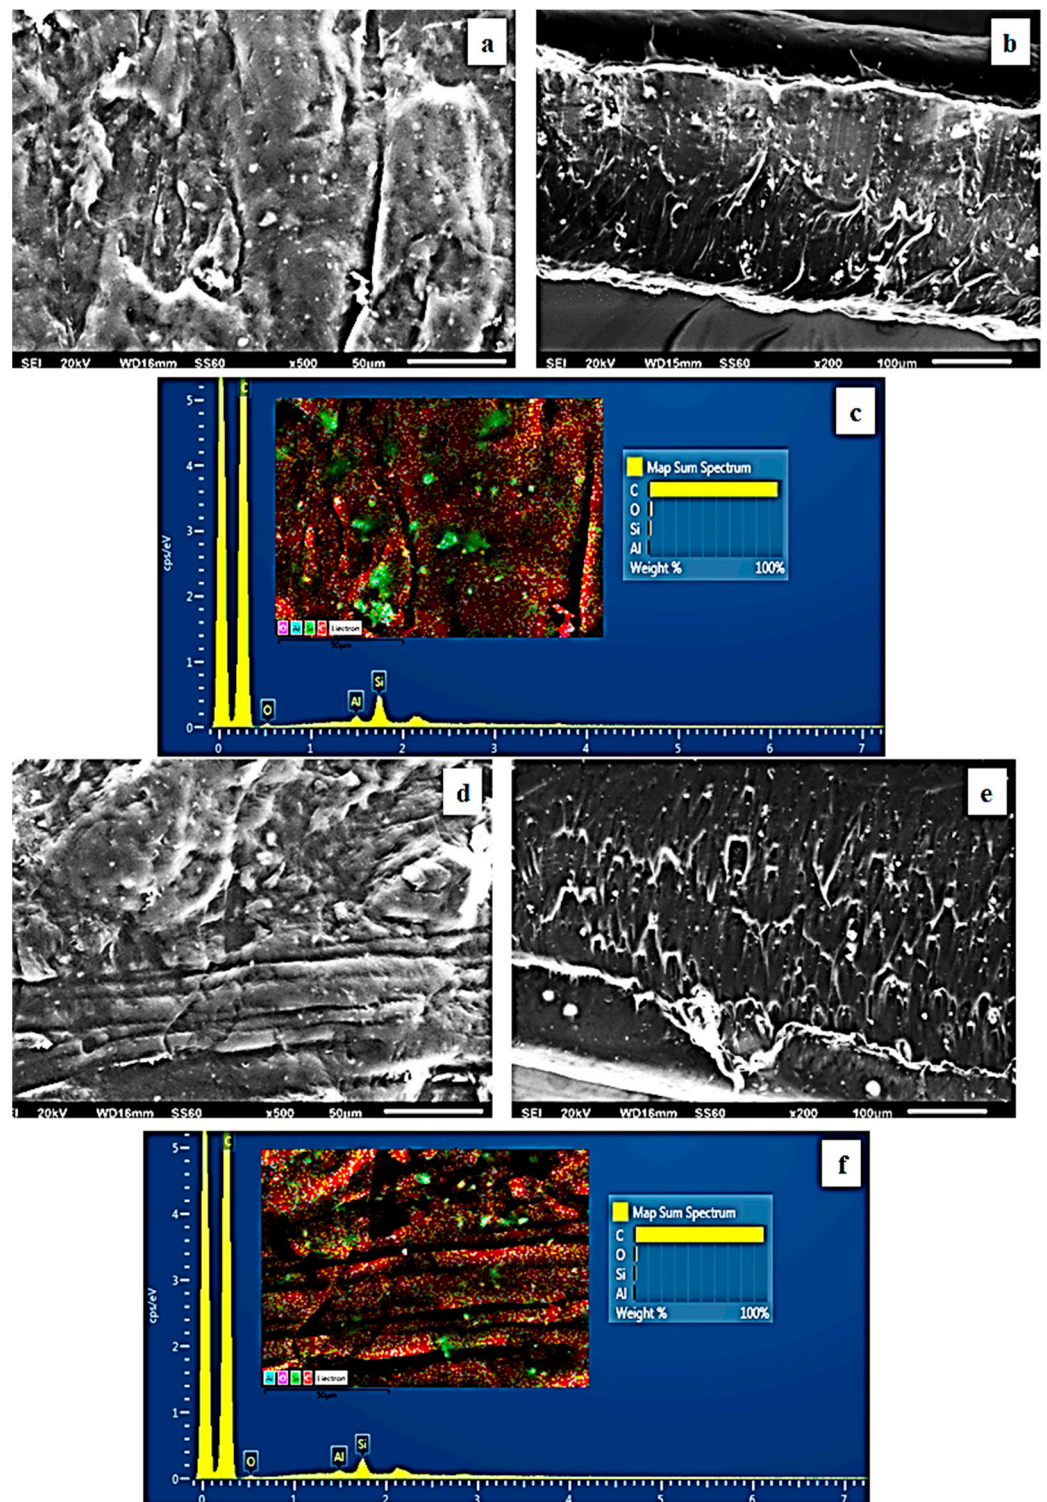 a
SEI 20kV WD16mm SS60 x500 50µm
b
SEI 20kV WD15mm SS60 x200 100µm
c
5
4
3
2
1
0
cps/eV
C
O
Al
Si
0 1 2 3 4 5 6 7
Electron
50µm
Map Sum Spectrum
C
O
Si
Al
Weight % 100%
d
20kV WD16mm SS60 x500 50µm
e
SEI 20kV WD16mm SS60 x200 100µm
f
5
4
3
2
1
0
cps/eV
C
O
Al
Si
0 1 2 3 4 5 6 7
Electron
50µm
Map Sum Spectrum
C
O
Si
Al
Weight % 100%